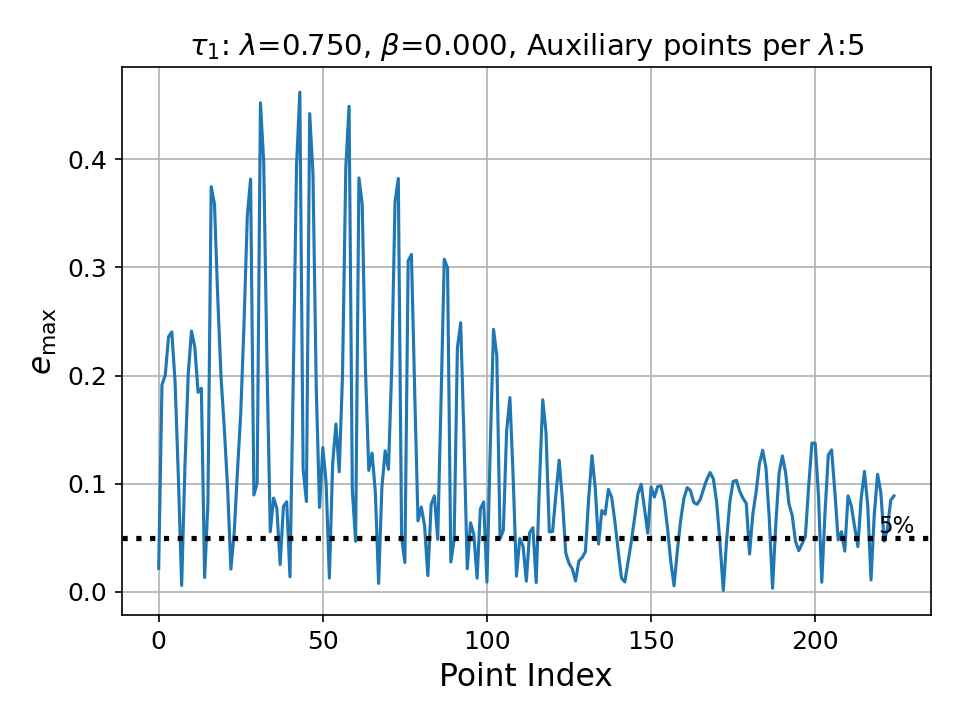 τ₁: λ=0.750, β=0.000, Auxiliary points per λ:5
e_max
0.4
0.3
0.2
0.1
0.0
5%
0 50 100 150 200
Point Index